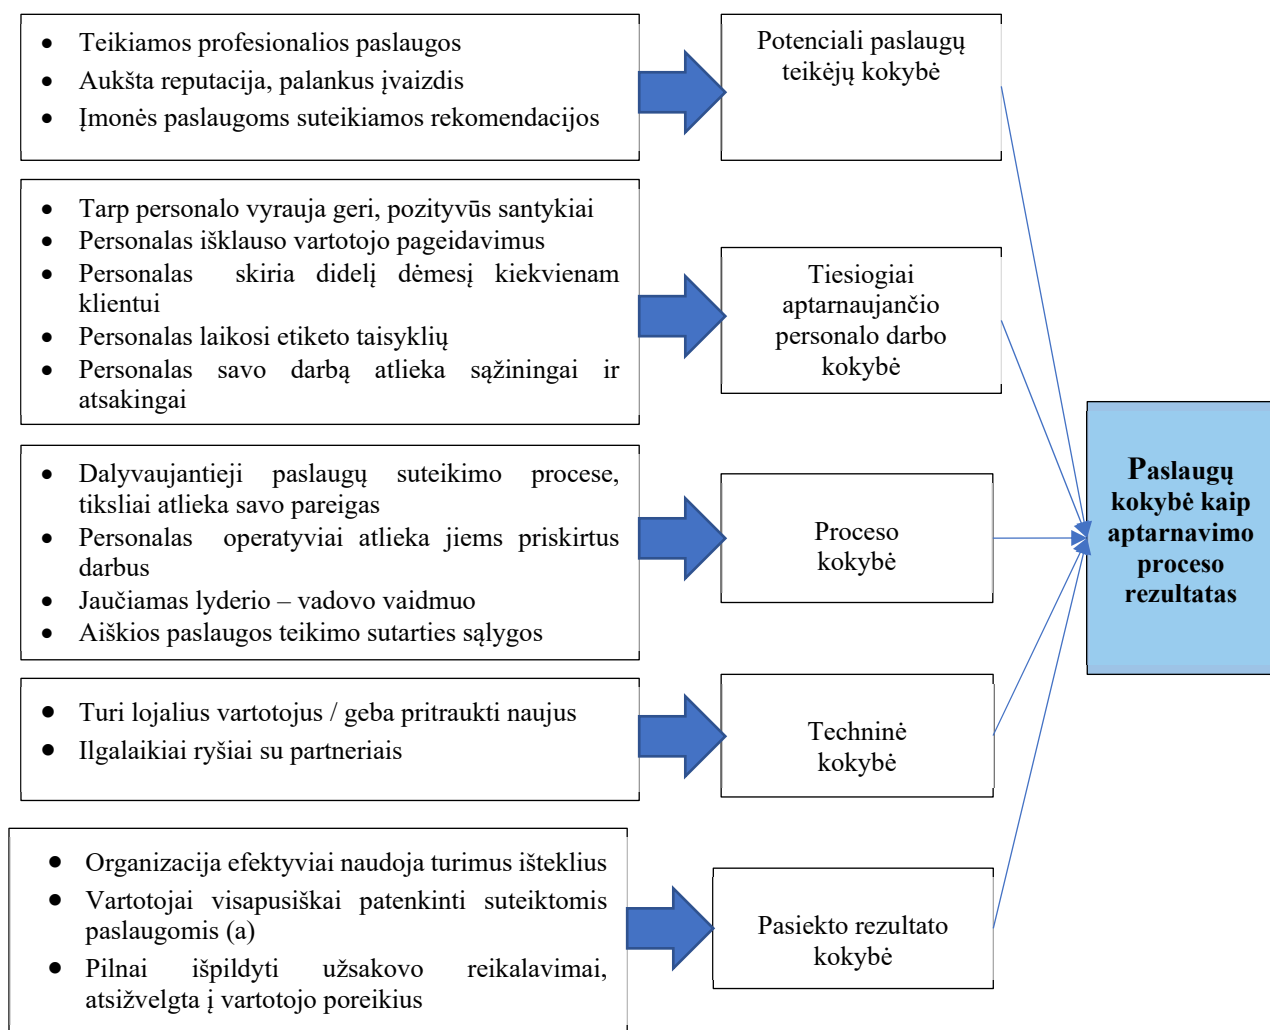 • Teikiamos profesionalios paslaugos
• Aukšta reputacija, palankus įvaizdis
• Įmonės paslaugoms suteikiamos rekomendacijos
Potenciali paslaugų
teikėjų kokybė
• Tarp personalo vyrauja geri, pozityvūs santykiai
• Personalas išklauso vartotojo pageidavimus
• Personalas skiria didelį dėmesį kiekvienam
klientui
• Personalas laikosi etiketo taisyklių
• Personalas savo darbą atlieka sąžiningai ir
atsakingai
Tiesiogiai
aptarnaujančio
personalo darbo
kokybė
• Dalyvaujantieji paslaugų suteikimo procese,
tiksliai atlieka savo pareigas
• Personalas operatyviai atlieka jiems priskirtus
darbus
• Jaučiamas lyderio – vadovo vaidmuo
• Aiškios paslaugos teikimo sutarties sąlygos
Proceso
kokybė
• Turi lojalius vartotojus / geba pritraukti naujus
• Ilgalaikiai ryšiai su partneriais
Techninė
kokybė
• Organizacija efektyviai naudoja turimus išteklius
• Vartotojai visapusiškai patenkinti suteiktomis
paslaugomis (a)
• Pilnai išpildyti užsakovo reikalavimai,
atsižvelgta į vartotojo poreikius
Pasiekto rezultato
kokybė
Paslaugų
kokybė kaip
aptarnavimo
proceso
rezultatas